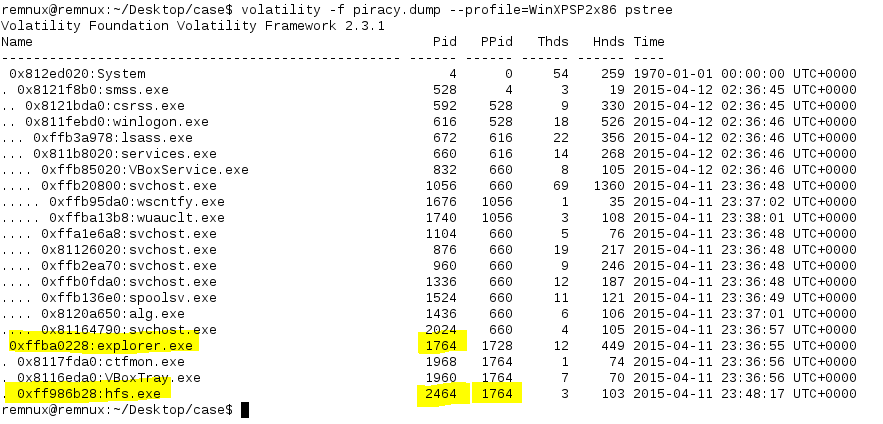 remnux@remnux:~/Desktop/case$ volatility -f piracy.dump --profile=WinXPSP2x86 pstree
Volatility Foundation Volatility Framework 2.3.1
Name                                                  Pid   PPid   Thds   Hnds Time
-------------------------------------------------- ------ ------ ------ ------ ----
 0x812ed020:System                                      4      0     54    259 1970-01-01 00:00:00 UTC+0000
. 0x8121f8b0:smss.exe                                 528      4      3     19 2015-04-12 02:36:45 UTC+0000
.. 0x8121bda0:csrss.exe                               592    528      9    330 2015-04-12 02:36:45 UTC+0000
.. 0x811febd0:winlogon.exe                            616    528     18    526 2015-04-12 02:36:46 UTC+0000
... 0xffb3a978:lsass.exe                              672    616     22    356 2015-04-12 02:36:46 UTC+0000
... 0x811b8020:services.exe                           660    616     14    268 2015-04-12 02:36:46 UTC+0000
.... 0xffb85020:VBoxService.exe                       832    660      8    105 2015-04-12 02:36:46 UTC+0000
.... 0xffb20800:svchost.exe                          1056    660     69   1360 2015-04-11 23:36:48 UTC+0000
..... 0xffb95da0:wscntfy.exe                         1676   1056      1     35 2015-04-11 23:37:02 UTC+0000
..... 0xffba13b8:wuauclt.exe                         1740   1056      3    108 2015-04-11 23:38:01 UTC+0000
.... 0xffa1e6a8:svchost.exe                          1104    660      5     76 2015-04-11 23:36:48 UTC+0000
.... 0x81126020:svchost.exe                           876    660     19    217 2015-04-11 23:36:48 UTC+0000
.... 0xffb2ea70:svchost.exe                           960    660      9    246 2015-04-11 23:36:48 UTC+0000
.... 0xffb0fda0:svchost.exe                          1336    660     12    187 2015-04-11 23:36:48 UTC+0000
.... 0xffb136e0:spoolsv.exe                          1524    660     11    121 2015-04-11 23:36:49 UTC+0000
.... 0x8120a650:alg.exe                              1436    660      6    106 2015-04-11 23:37:01 UTC+0000
.... 0x81164790:svchost.exe                          2024    660      4    105 2015-04-11 23:36:57 UTC+0000
 0xffba0228:explorer.exe                             1764   1728     12    449 2015-04-11 23:36:55 UTC+0000
. 0x8117fda0:ctfmon.exe                              1968   1764      1     74 2015-04-11 23:36:56 UTC+0000
. 0x8116eda0:VBoxTray.exe                            1960   1764      7     70 2015-04-11 23:36:56 UTC+0000
. 0xff986b28:hfs.exe                                 2464   1764      3    103 2015-04-11 23:48:17 UTC+0000
remnux@remnux:~/Desktop/case$